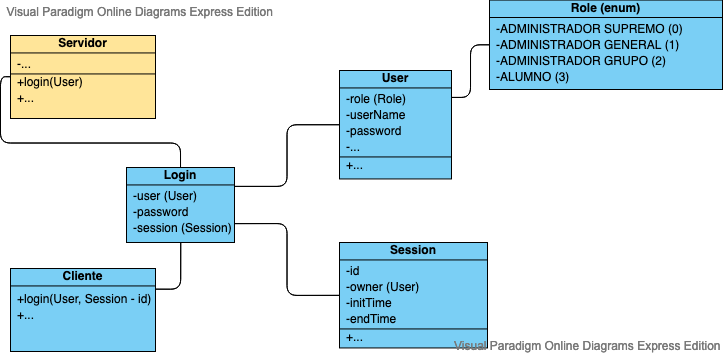 Visual Paradigm Online Diagrams Express Edition
Role (enum)
-ADMINISTRADOR SUPREMO (0)
-ADMINISTRADOR GENERAL (1)
-ADMINISTRADOR GRUPO (2)
-ALUMNO (3)
Servidor
-...
+login(User)
+...
User
-role (Role)
-userName
-password
-...
+...
Login
-user (User)
-password
-session (Session)
Cliente
+login(User, Session - id)
+...
Session
-id
-owner (User)
-initTime
-endTime
+...
Visual Paradigm Online Diagrams Express Edition